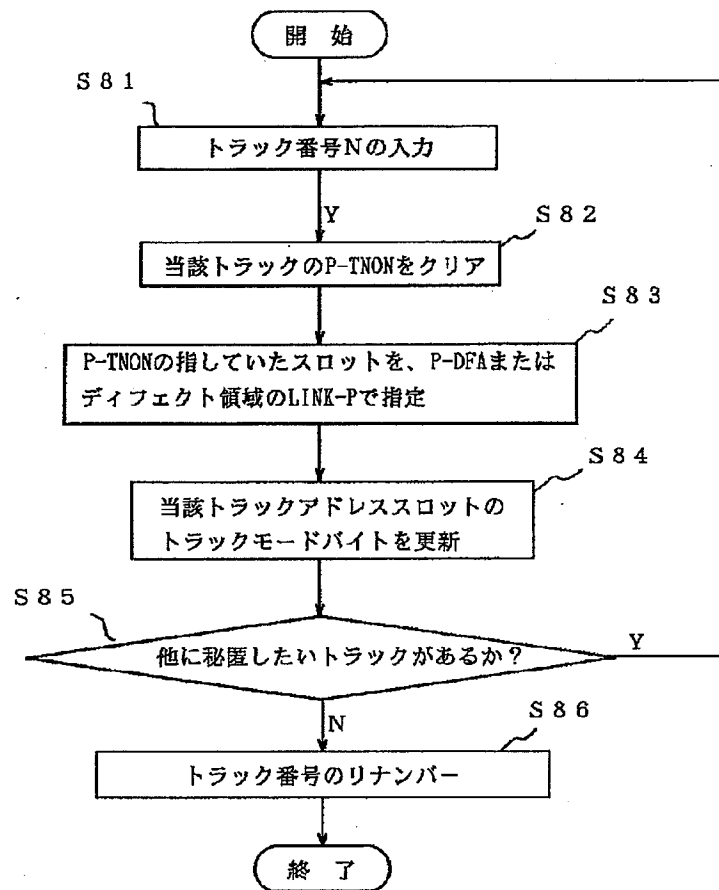 開 始
S81
トラック番号Nの入力
Y
S82
当該トラックのP-TNONをクリア
S83
P-TNONの指していたスロットを、P-DFAまたは
ディフェクト領域のLINK-Pで指定
S84
当該トラックアドレススロットの
トラックモードバイトを更新
S85
他に秘匿したいトラックがあるか？
Y
N
S86
トラック番号のリナンバー
終 了